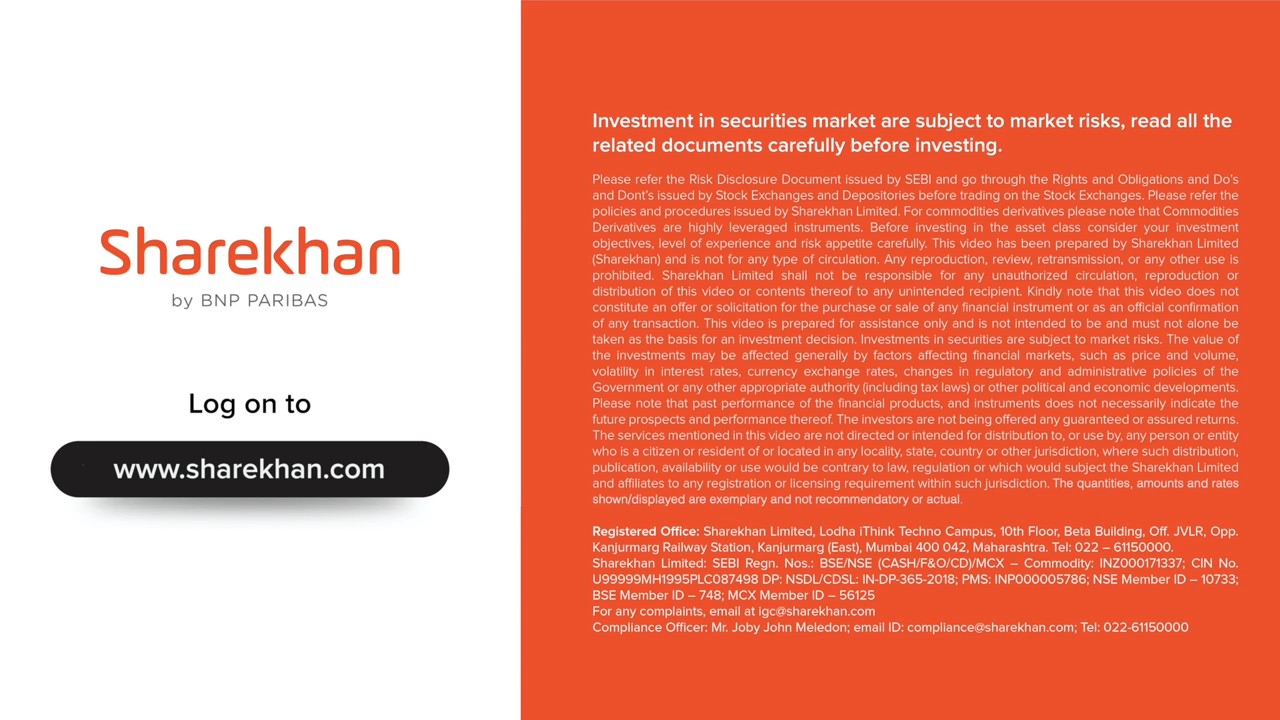 Sharekhan
by BNP PARIBAS
Log on to
www.sharekhan.com
Investment in securities market are subject to market risks, read all the
related documents carefully before investing.
Please refer the Risk Disclosure Document issued by SEBI and go through the Rights and Obligations and Do's
and Dont's issued by Stock Exchanges and Depositories before trading on the Stock Exchanges. Please refer the
policies and procedures issued by Sharekhan Limited. For commodities derivatives please note that Commodities
Derivatives are highly leveraged instruments. Before investing in the asset class consider your investment
objectives, level of experience and risk appetite carefully. This video has been prepared by Sharekhan Limited
(Sharekhan) and is not for any type of circulation. Any reproduction, review, retransmission, or any other use is
prohibited. Sharekhan Limited shall not be responsible for any unauthorized circulation, reproduction or
distribution of this video or contents thereof to any unintended recipient. Kindly note that this video does not
constitute an offer or solicitation for the purchase or sale of any financial instrument or as an official confirmation
of any transaction. This video is prepared for assistance only and is not intended to be and must not alone be
taken as the basis for an investment decision. Investments in securities are subject to market risks. The value of
the investments may be affected generally by factors affecting financial markets, such as price and volume,
volatility in interest rates, currency exchange rates, changes in regulatory and administrative policies of the
Government or any other appropriate authority (including tax laws) or other political and economic developments.
Please note that past performance of the financial products, and instruments does not necessarily indicate the
future prospects and performance thereof. The investors are not being offered any guaranteed or assured returns.
The services mentioned in this video are not directed or intended for distribution to, or use by, any person or entity
who is a citizen or resident of or located in any locality, state, country or other jurisdiction, where such distribution,
publication, availability or use would be contrary to law, regulation or which would subject the Sharekhan Limited
and affiliates to any registration or licensing requirement within such jurisdiction. The quantities, amounts and rates
shown/displayed are exemplary and not recommendatory or actual.
Registered Office: Sharekhan Limited, Lodha iThink Techno Campus, 10th Floor, Beta Building, Off. JVLR, Opp.
Kanjurmarg Railway Station, Kanjurmarg (East), Mumbai 400 042, Maharashtra. Tel: 022 – 61150000.
Sharekhan Limited: SEBI Regn. Nos.: BSE/NSE (CASH/F&O/CD)/MCX – Commodity: INZ000171337; CIN No.
U99999MH1995PLC087498 DP: NSDL/CDSL: IN-DP-365-2018; PMS: INP000005786; NSE Member ID – 10733;
BSE Member ID – 748; MCX Member ID – 56125
For any complaints, email at igc@sharekhan.com
Compliance Officer: Mr. Joby John Meledon; email ID: compliance@sharekhan.com; Tel: 022-61150000